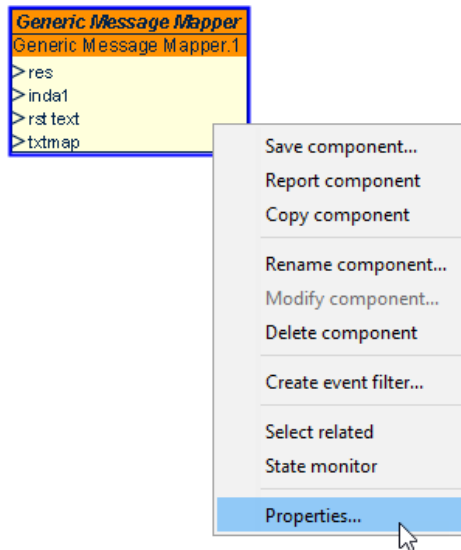 Generic Message Mapper
Generic Message Mapper.1
res
inda1
rst text
txtmap
Save component...
Report component
Copy component
Rename component...
Modify component...
Delete component
Create event filter...
Select related
State monitor
Properties...